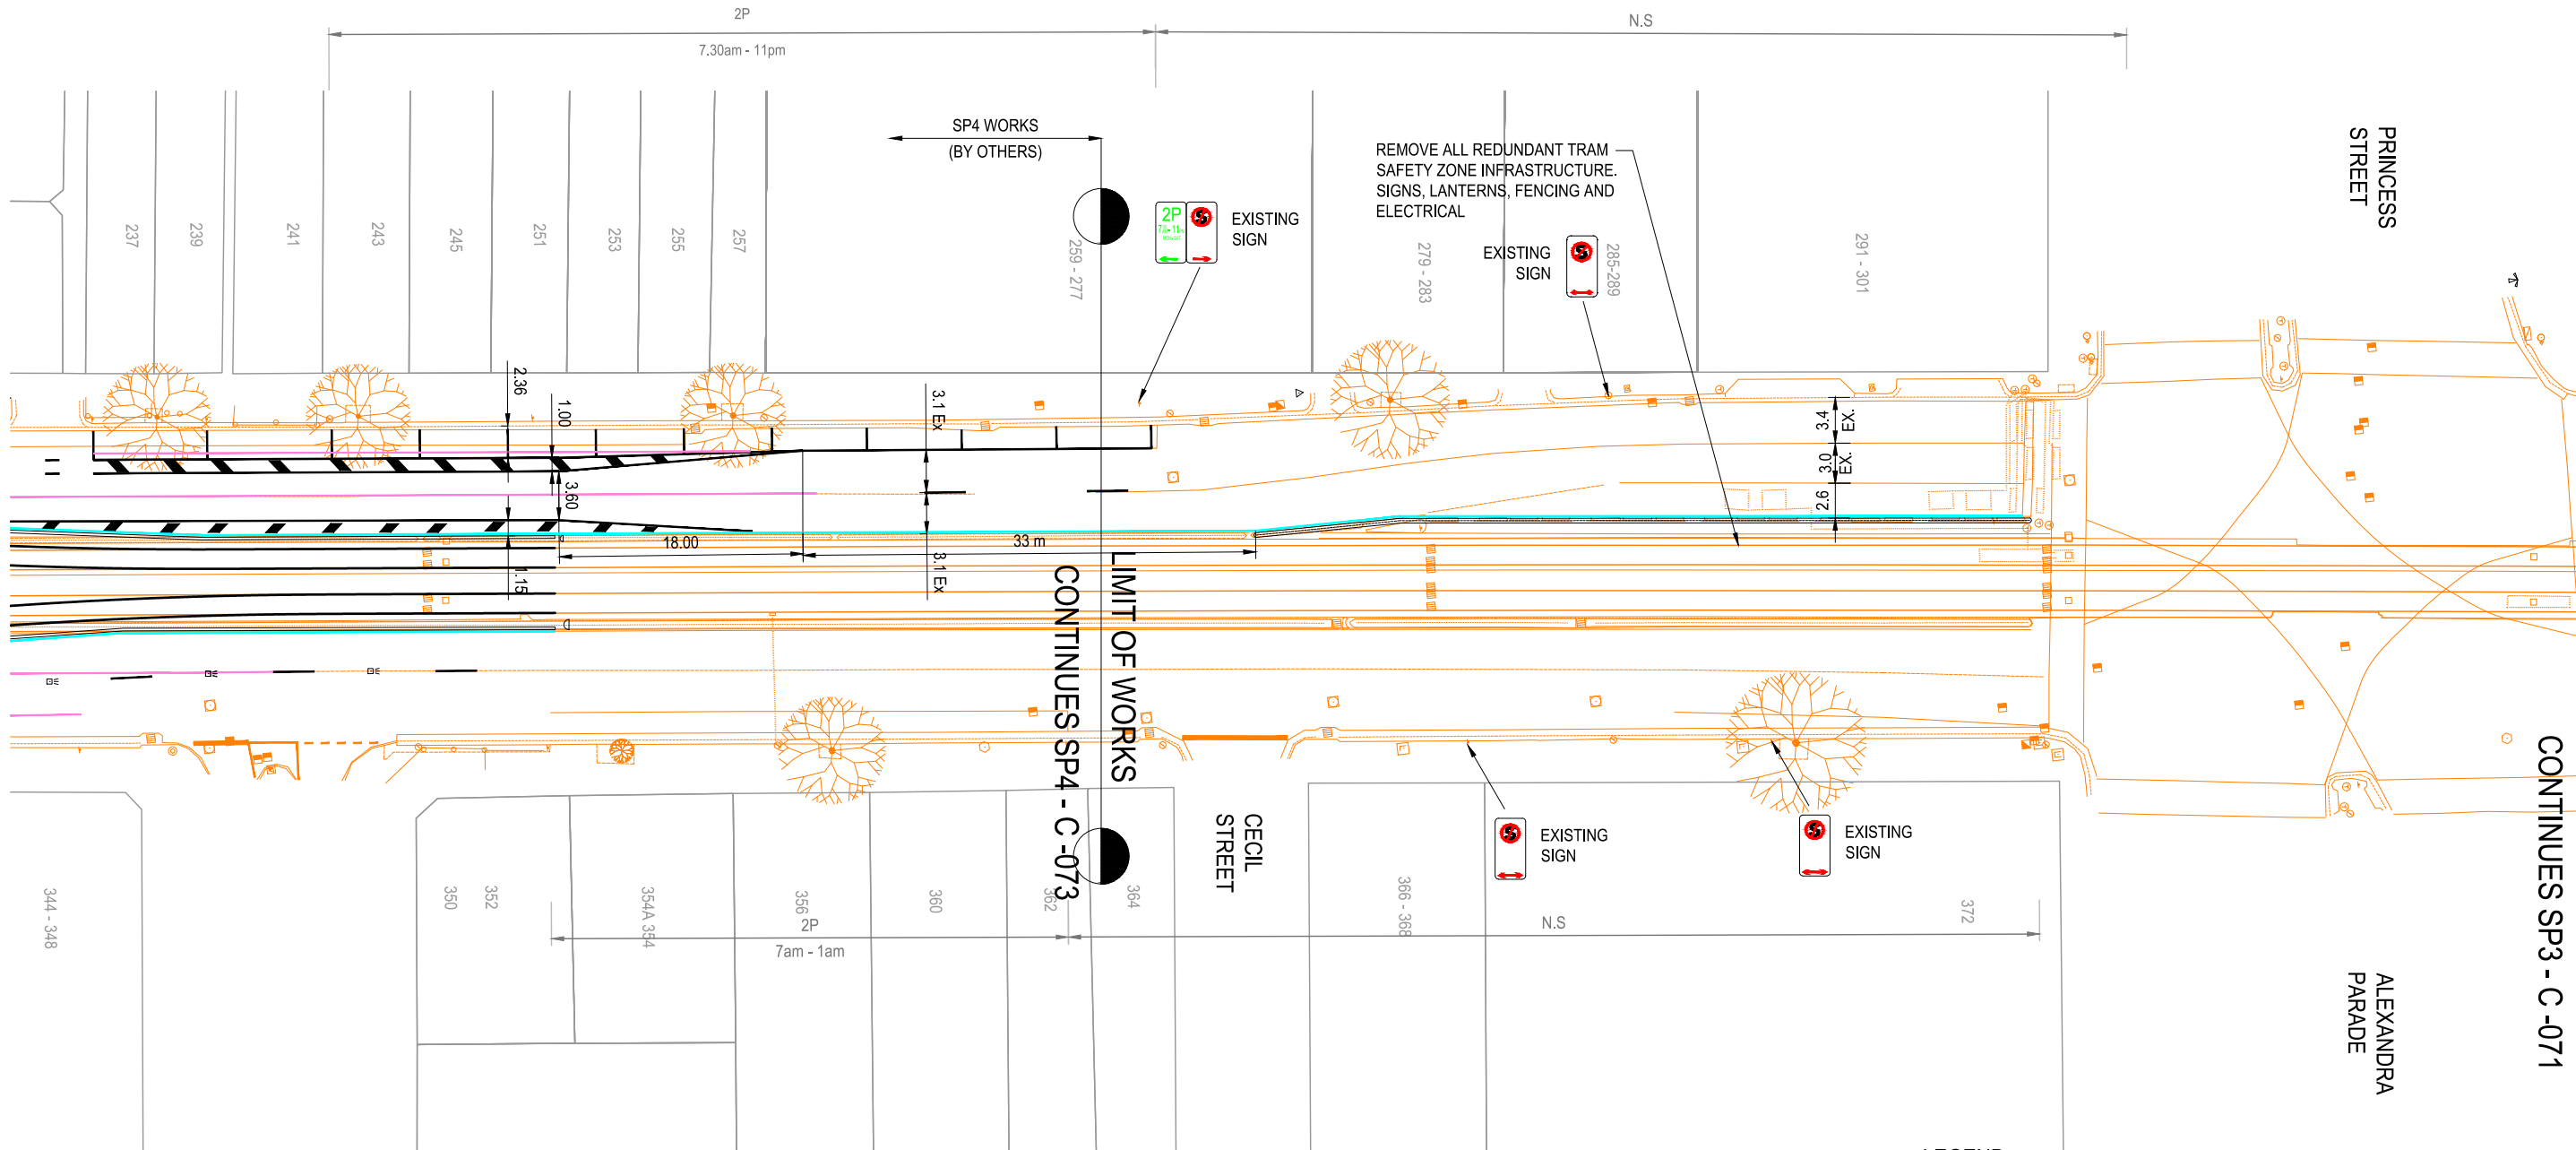 2P
7.30am - 11pm
N.S
SP4 WORKS
(BY OTHERS)
REMOVE ALL REDUNDANT TRAM
SAFETY ZONE INFRASTRUCTURE.
SIGNS, LANTERNS, FENCING AND
ELECTRICAL
PRINCESS
STREET
2P
S
EXISTING
SIGN
EXISTING
SIGN
S
237
239
241
243
245
251
253
255
257
259 - 277
279 - 283
285-289
291 - 301
2.36
1.00
3.60
1.15
3.1 Ex
3.1 Ex
3.4
EX.
3.0
EX.
2.6
18.00
33 m
LIMIT OF WORKS
CONTINUES SP4 - C -073
CECIL
STREET
S
EXISTING
SIGN
S
EXISTING
SIGN
CONTINUES SP3 - C -071
344 - 348
350
352
354A 354
356
360
362
364
366 - 368
372
2P
7am - 1am
N.S
ALEXANDRA
PARADE